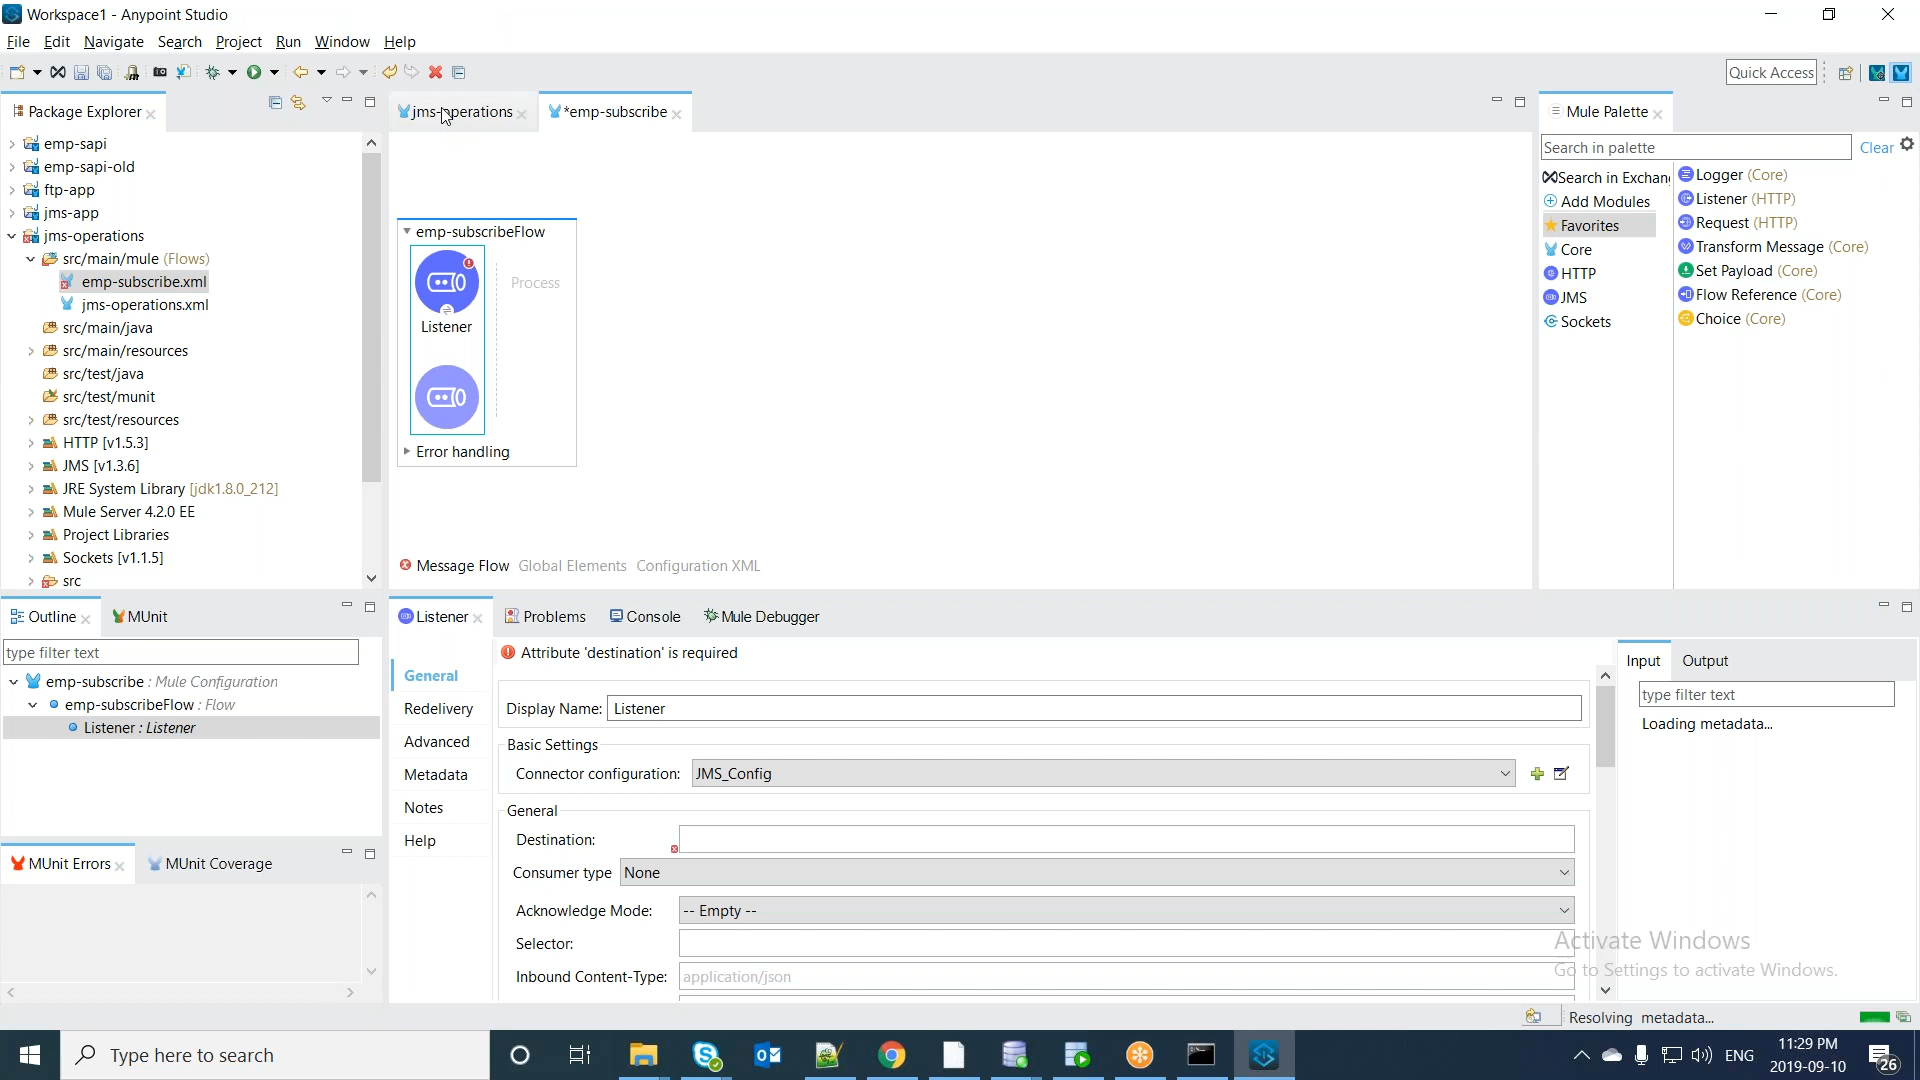 Workspace1 - Anypoint Studio
File Edit Navigate Search Project Run Window Help
Quick Access
Package Explorer
emp-sapi
emp-sapi-old
ftp-app
jms-app
jms-operations
src/main/mule (Flows)
emp-subscribe.xml
jms-operations.xml
src/main/java
src/main/resources
src/test/java
src/test/munit
src/test/resources
HTTP [v1.5.3]
JMS [v1.3.6]
JRE System Library [jdk1.8.0_212]
Mule Server 4.2.0 EE
Project Libraries
Sockets [v1.1.5]
src
jms-operations *emp-subscribe
emp-subscribeFlow
Listener
Process
Error handling
Message Flow Global Elements Configuration XML
Mule Palette
Search in palette Clear
Search in Exchan
Add Modules
Favorites
Core
HTTP
JMS
Sockets
Logger (Core)
Listener (HTTP)
Request (HTTP)
Transform Message (Core)
Set Payload (Core)
Flow Reference (Core)
Choice (Core)
Outline MUnit
type filter text
emp-subscribe : Mule Configuration
emp-subscribeFlow : Flow
Listener : Listener
MUnit Errors MUnit Coverage
Listener Problems Console Mule Debugger
Attribute 'destination' is required
General
Redelivery
Advanced
Metadata
Notes
Help
Display Name: Listener
Basic Settings
Connector configuration: JMS_Config
General
Destination:
Consumer type None
Acknowledge Mode: -- Empty --
Selector:
Inbound Content-Type: application/json
Input Output
type filter text
Loading metadata...
Activate Windows
Go to Settings to activate Windows.
Resolving metadata...
Type here to search
ENG
11:29 PM
2019-09-10
26